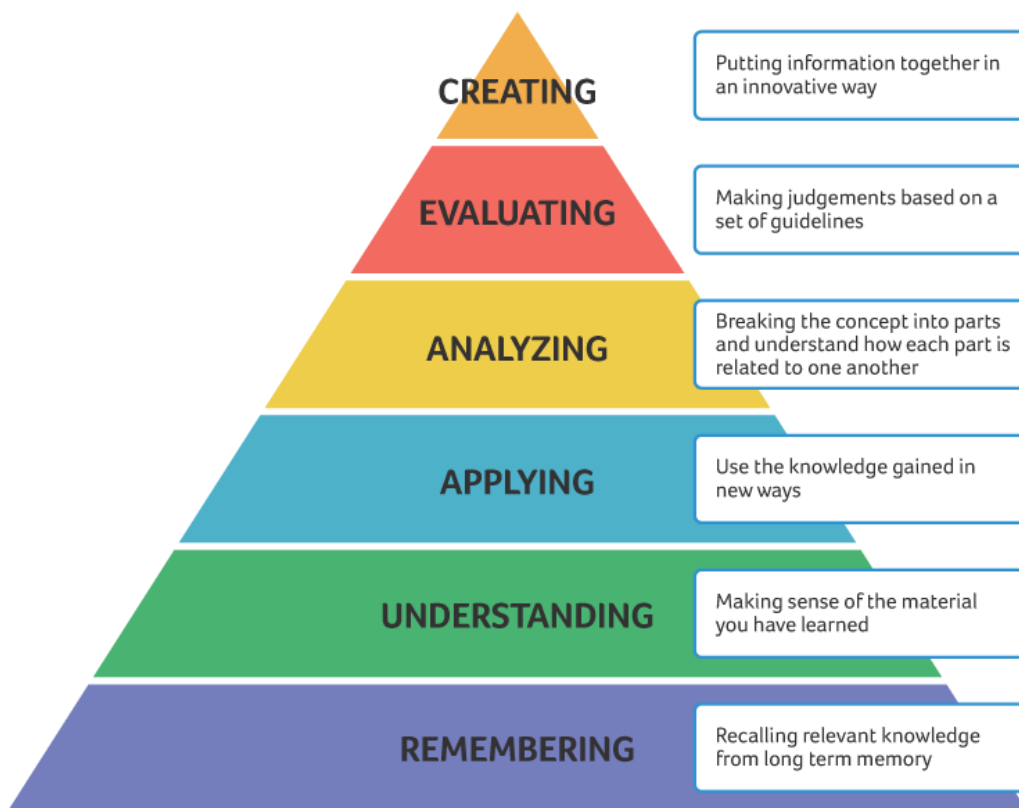 CREATING
Putting information together in
an innovative way
EVALUATING
Making judgements based on a
set of guidelines
ANALYZING
Breaking the concept into parts
and understand how each part is
related to one another
APPLYING
Use the knowledge gained in
new ways
UNDERSTANDING
Making sense of the material
you have learned
REMEMBERING
Recalling relevant knowledge
from long term memory